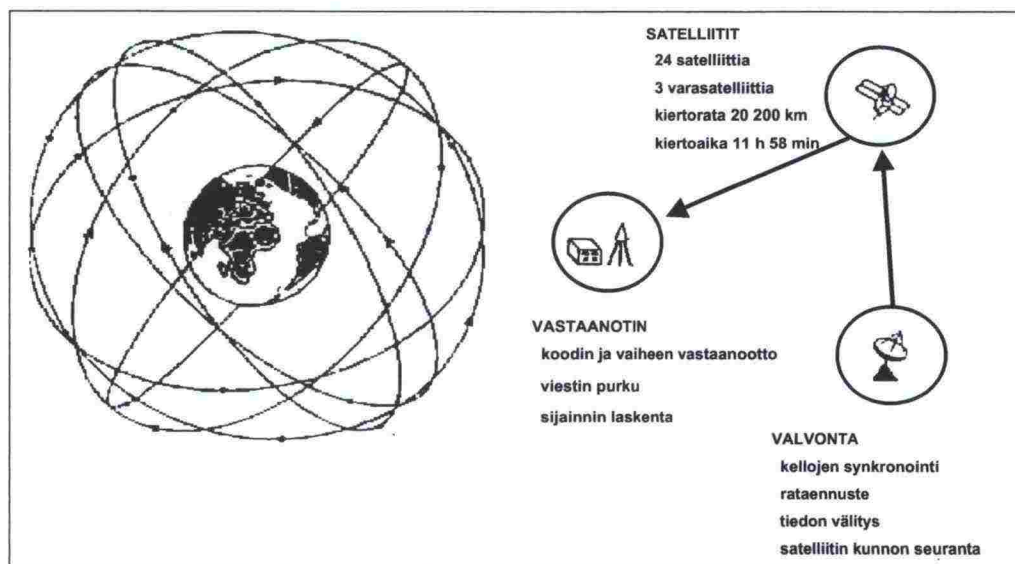 SATELLIITIT
24 satelliittia
3 varasatelliittia
kiertorata 20 200 km
kiertoaika 11 h 58 min
VASTAANOTIN
koodin ja vaiheen vastaanootto
viestin purku
sijainnin laskenta
VALVONTA
kellojen synkronointi
rataennuste
tiedon välitys
satelliitin kunnon seuranta